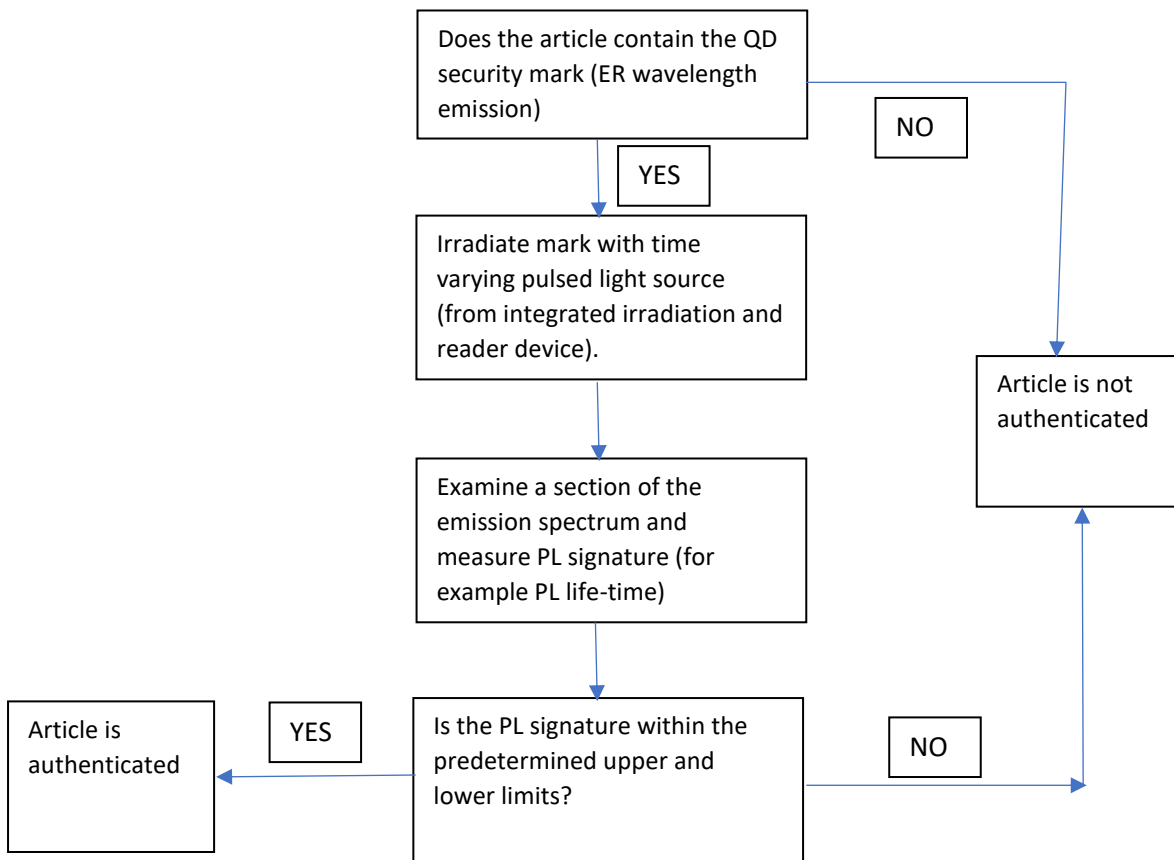 Does the article contain the QD
security mark (ER wavelength
emission)
NO
YES
Irradiate mark with time
varying pulsed light source
(from integrated irradiation and
reader device).
Article is not
authenticated
Examine a section of the
emission spectrum and
measure PL signature (for
example PL life-time)
Article is
authenticated
YES
Is the PL signature within the
predetermined upper and
lower limits?
NO